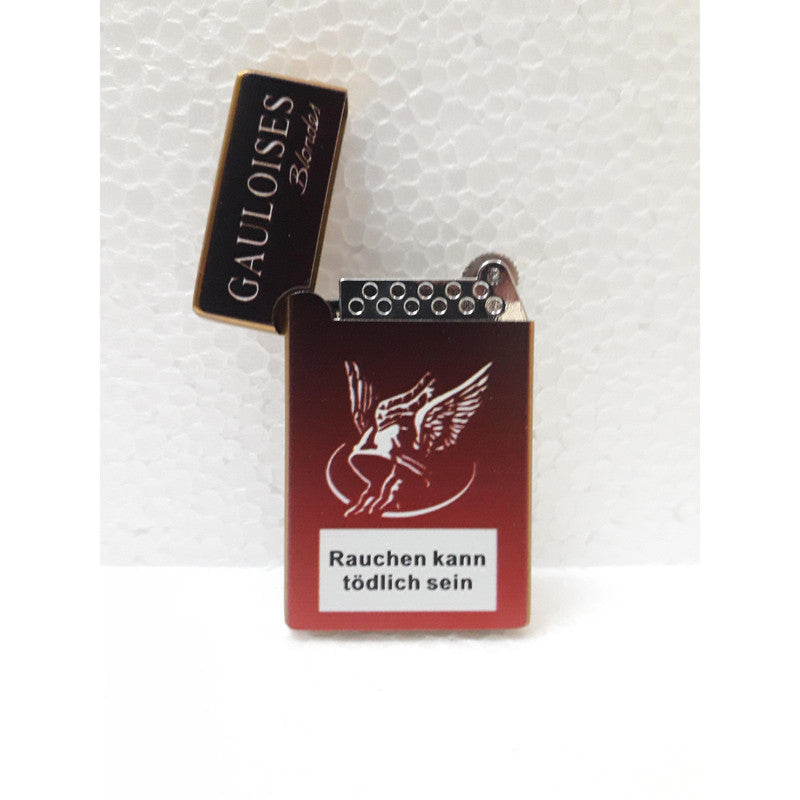 GAULOISES
Blondes
Rauchen kann
tödlich sein